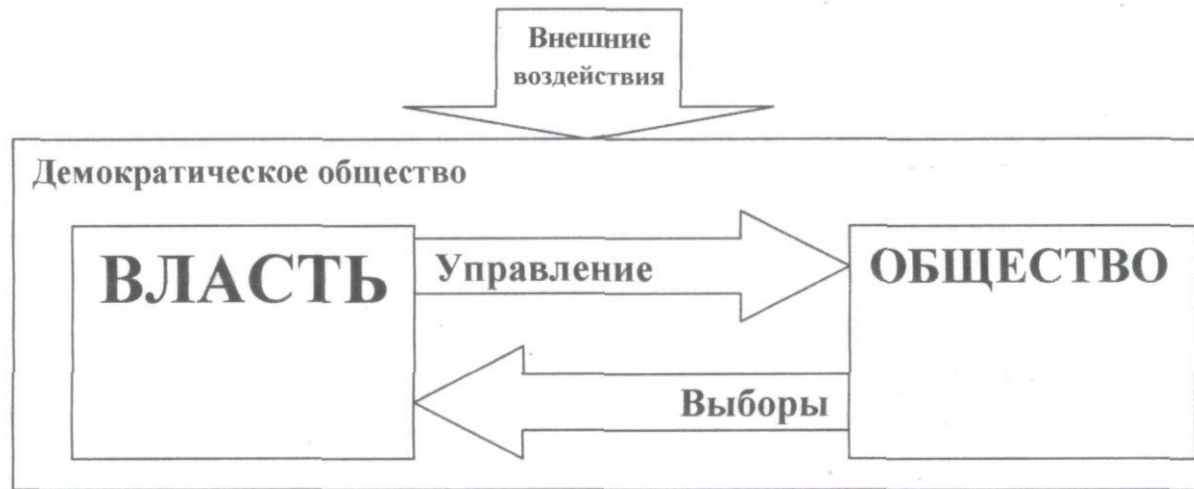 Внешние
воздействия
Демократическое общество
ВЛАСТЬ
Управление
ОБЩЕСТВО
Выборы